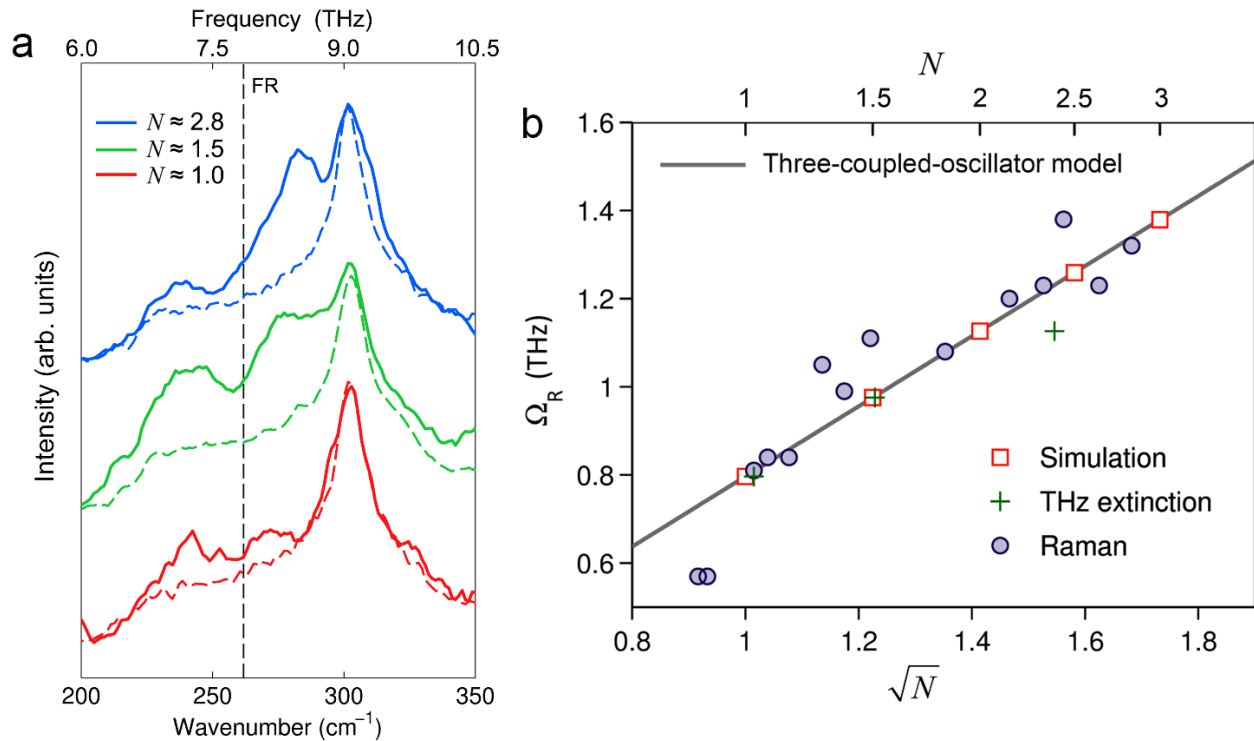 a
Frequency (THz)
6.0 7.5 9.0 10.5
FR
N ≈ 2.8
N ≈ 1.5
N ≈ 1.0
Intensity (arb. units)
200 250 300 350
Wavenumber (cm⁻¹)
b
N
1 1.5 2 2.5 3
Three-coupled-oscillator model
1.6
1.4
1.2
1.0
0.8
0.6
Ω_R (THz)
Simulation
THz extinction
Raman
0.8 1 1.2 1.4 1.6 1.8
√N